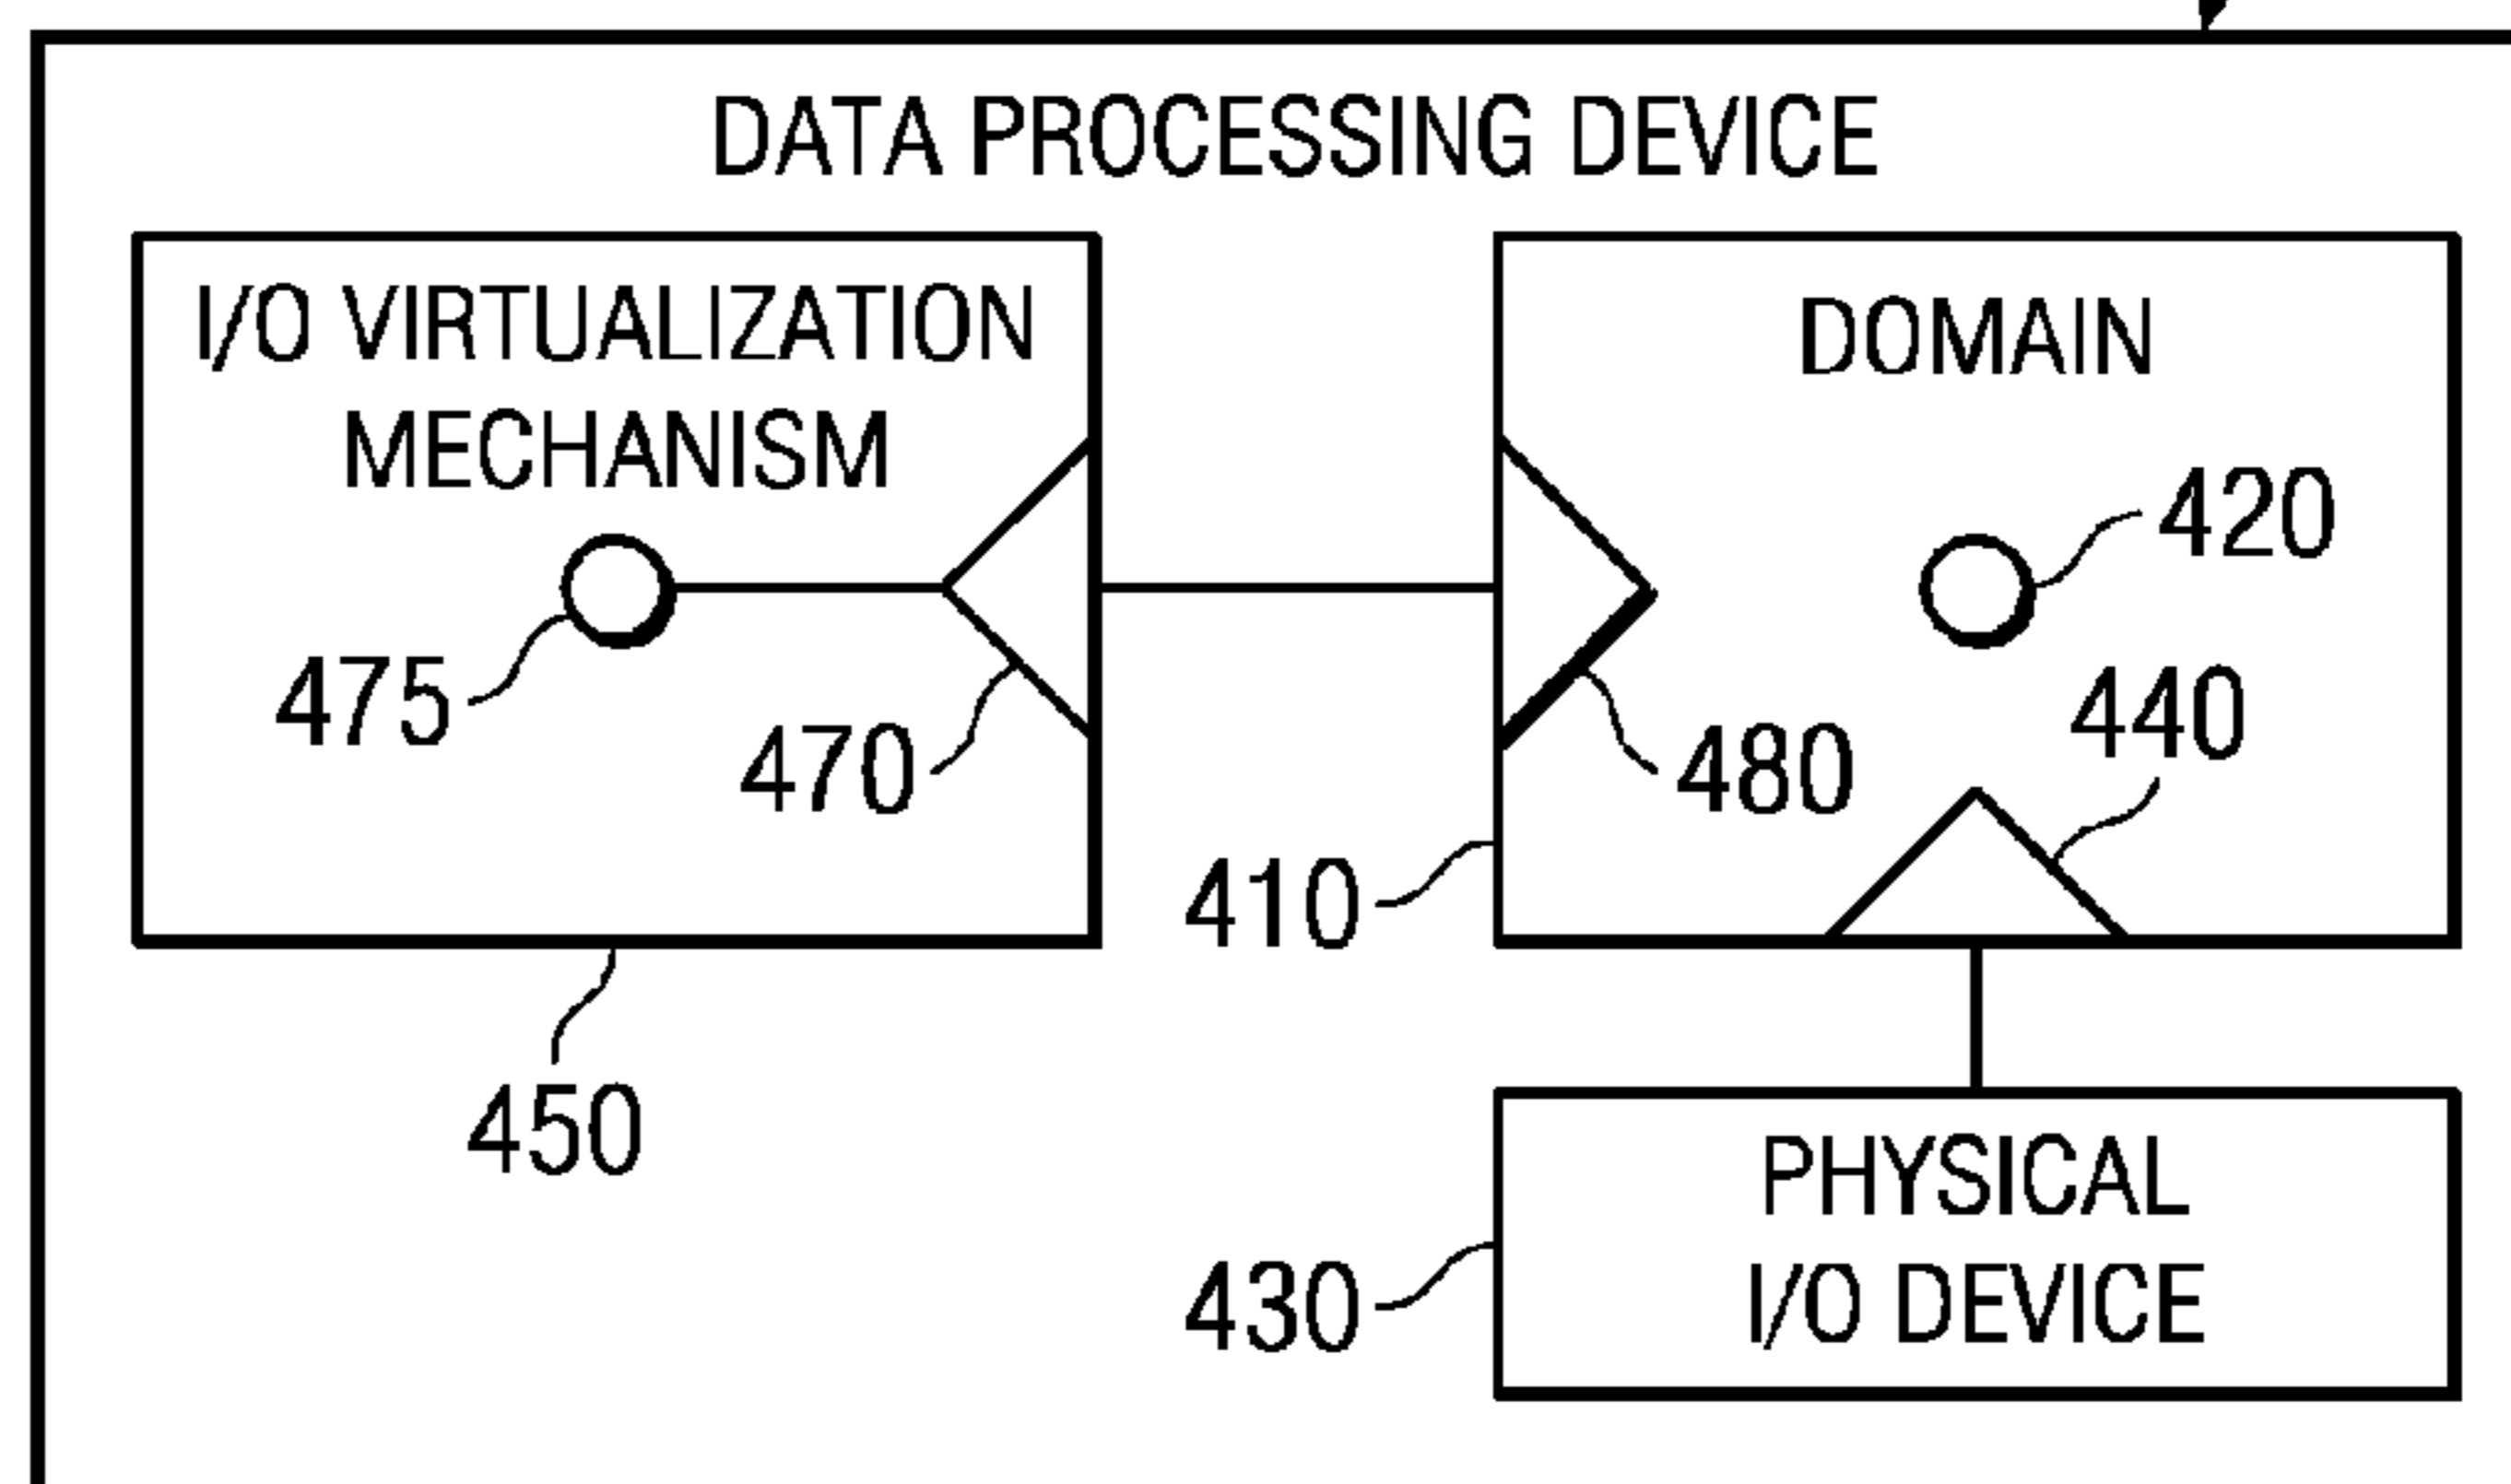 DATA PROCESSING DEVICE
I/O VIRTUALIZATION
MECHANISM
DOMAIN
420
475
470
480
440
410
450
PHYSICAL
I/O DEVICE
430